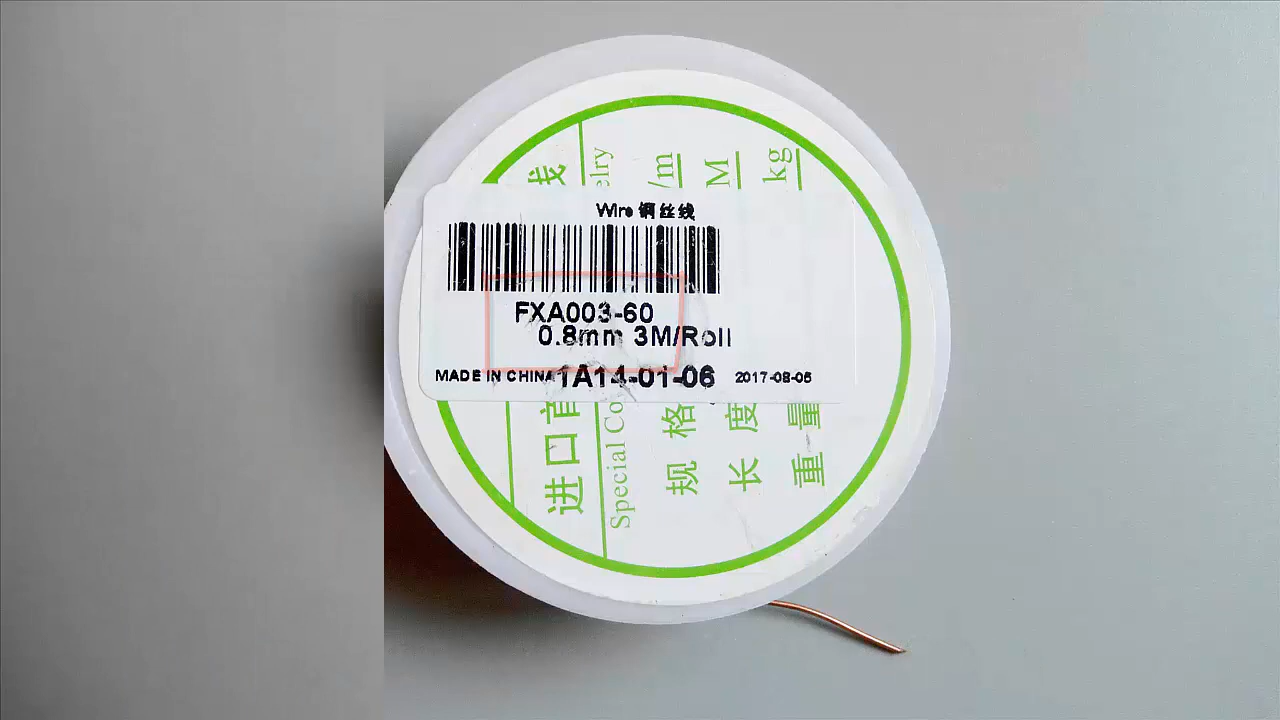 Wire 铜丝线
FXA003-60
0.8mm 3M/Roll
MADE IN CHINA 1A14-01-06 2017-08-05
进口首 线
Special Co elry
规格 /m
长度 M
重量 kg